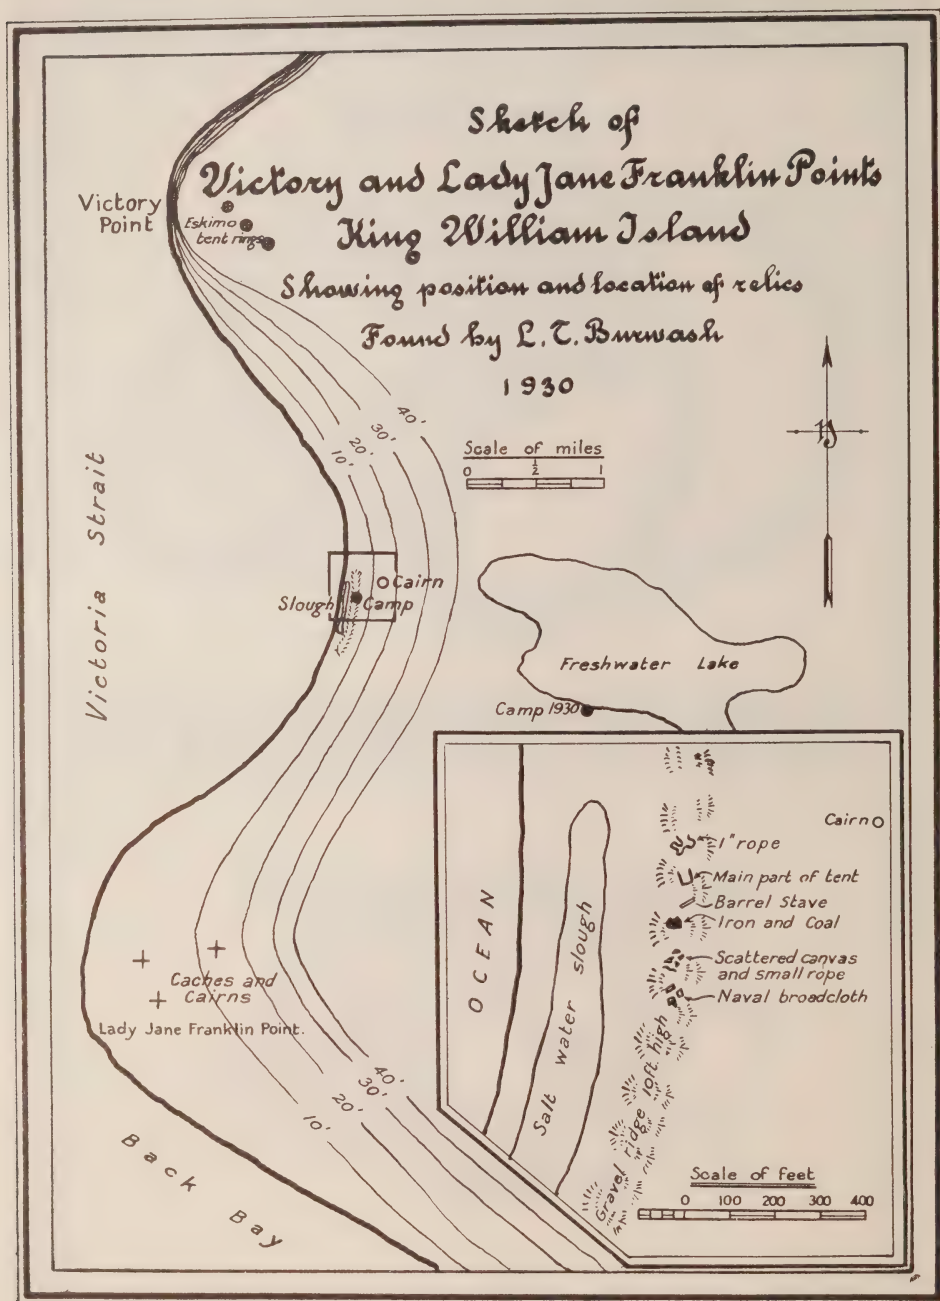 Sketch of
Victory and Lady Jane Franklin Points
King William Island
Showing position and location of relics
Found by L. T. Burwash
1930
Victory
Point
Eskimo
tent rings
40'
30'
20'
10'
Scale of miles
0 1/2 1
N
Victoria Strait
Cairn
Slough
Camp
Freshwater Lake
Camp 1930
Caches and
Cairns
Lady Jane Franklin Point.
40'
30'
20'
10'
Back Bay
OCEAN
Salt water slough
Gravel ridge 10ft high
Cairn
1" rope
Main part of tent
Barrel Stave
Iron and Coal
Scattered canvas
and small rope
Naval broadcloth
Scale of feet
0 100 200 300 400